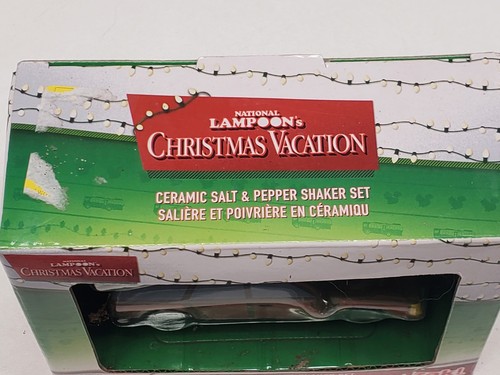 NATIONAL
LAMPOON's
CHRISTMAS VACATION
CERAMIC SALT & PEPPER SHAKER SET
SALIÈRE ET POIVRIÈRE EN CÉRAMIQU
NATIONAL
LAMPOON's
CHRISTMAS VACATION